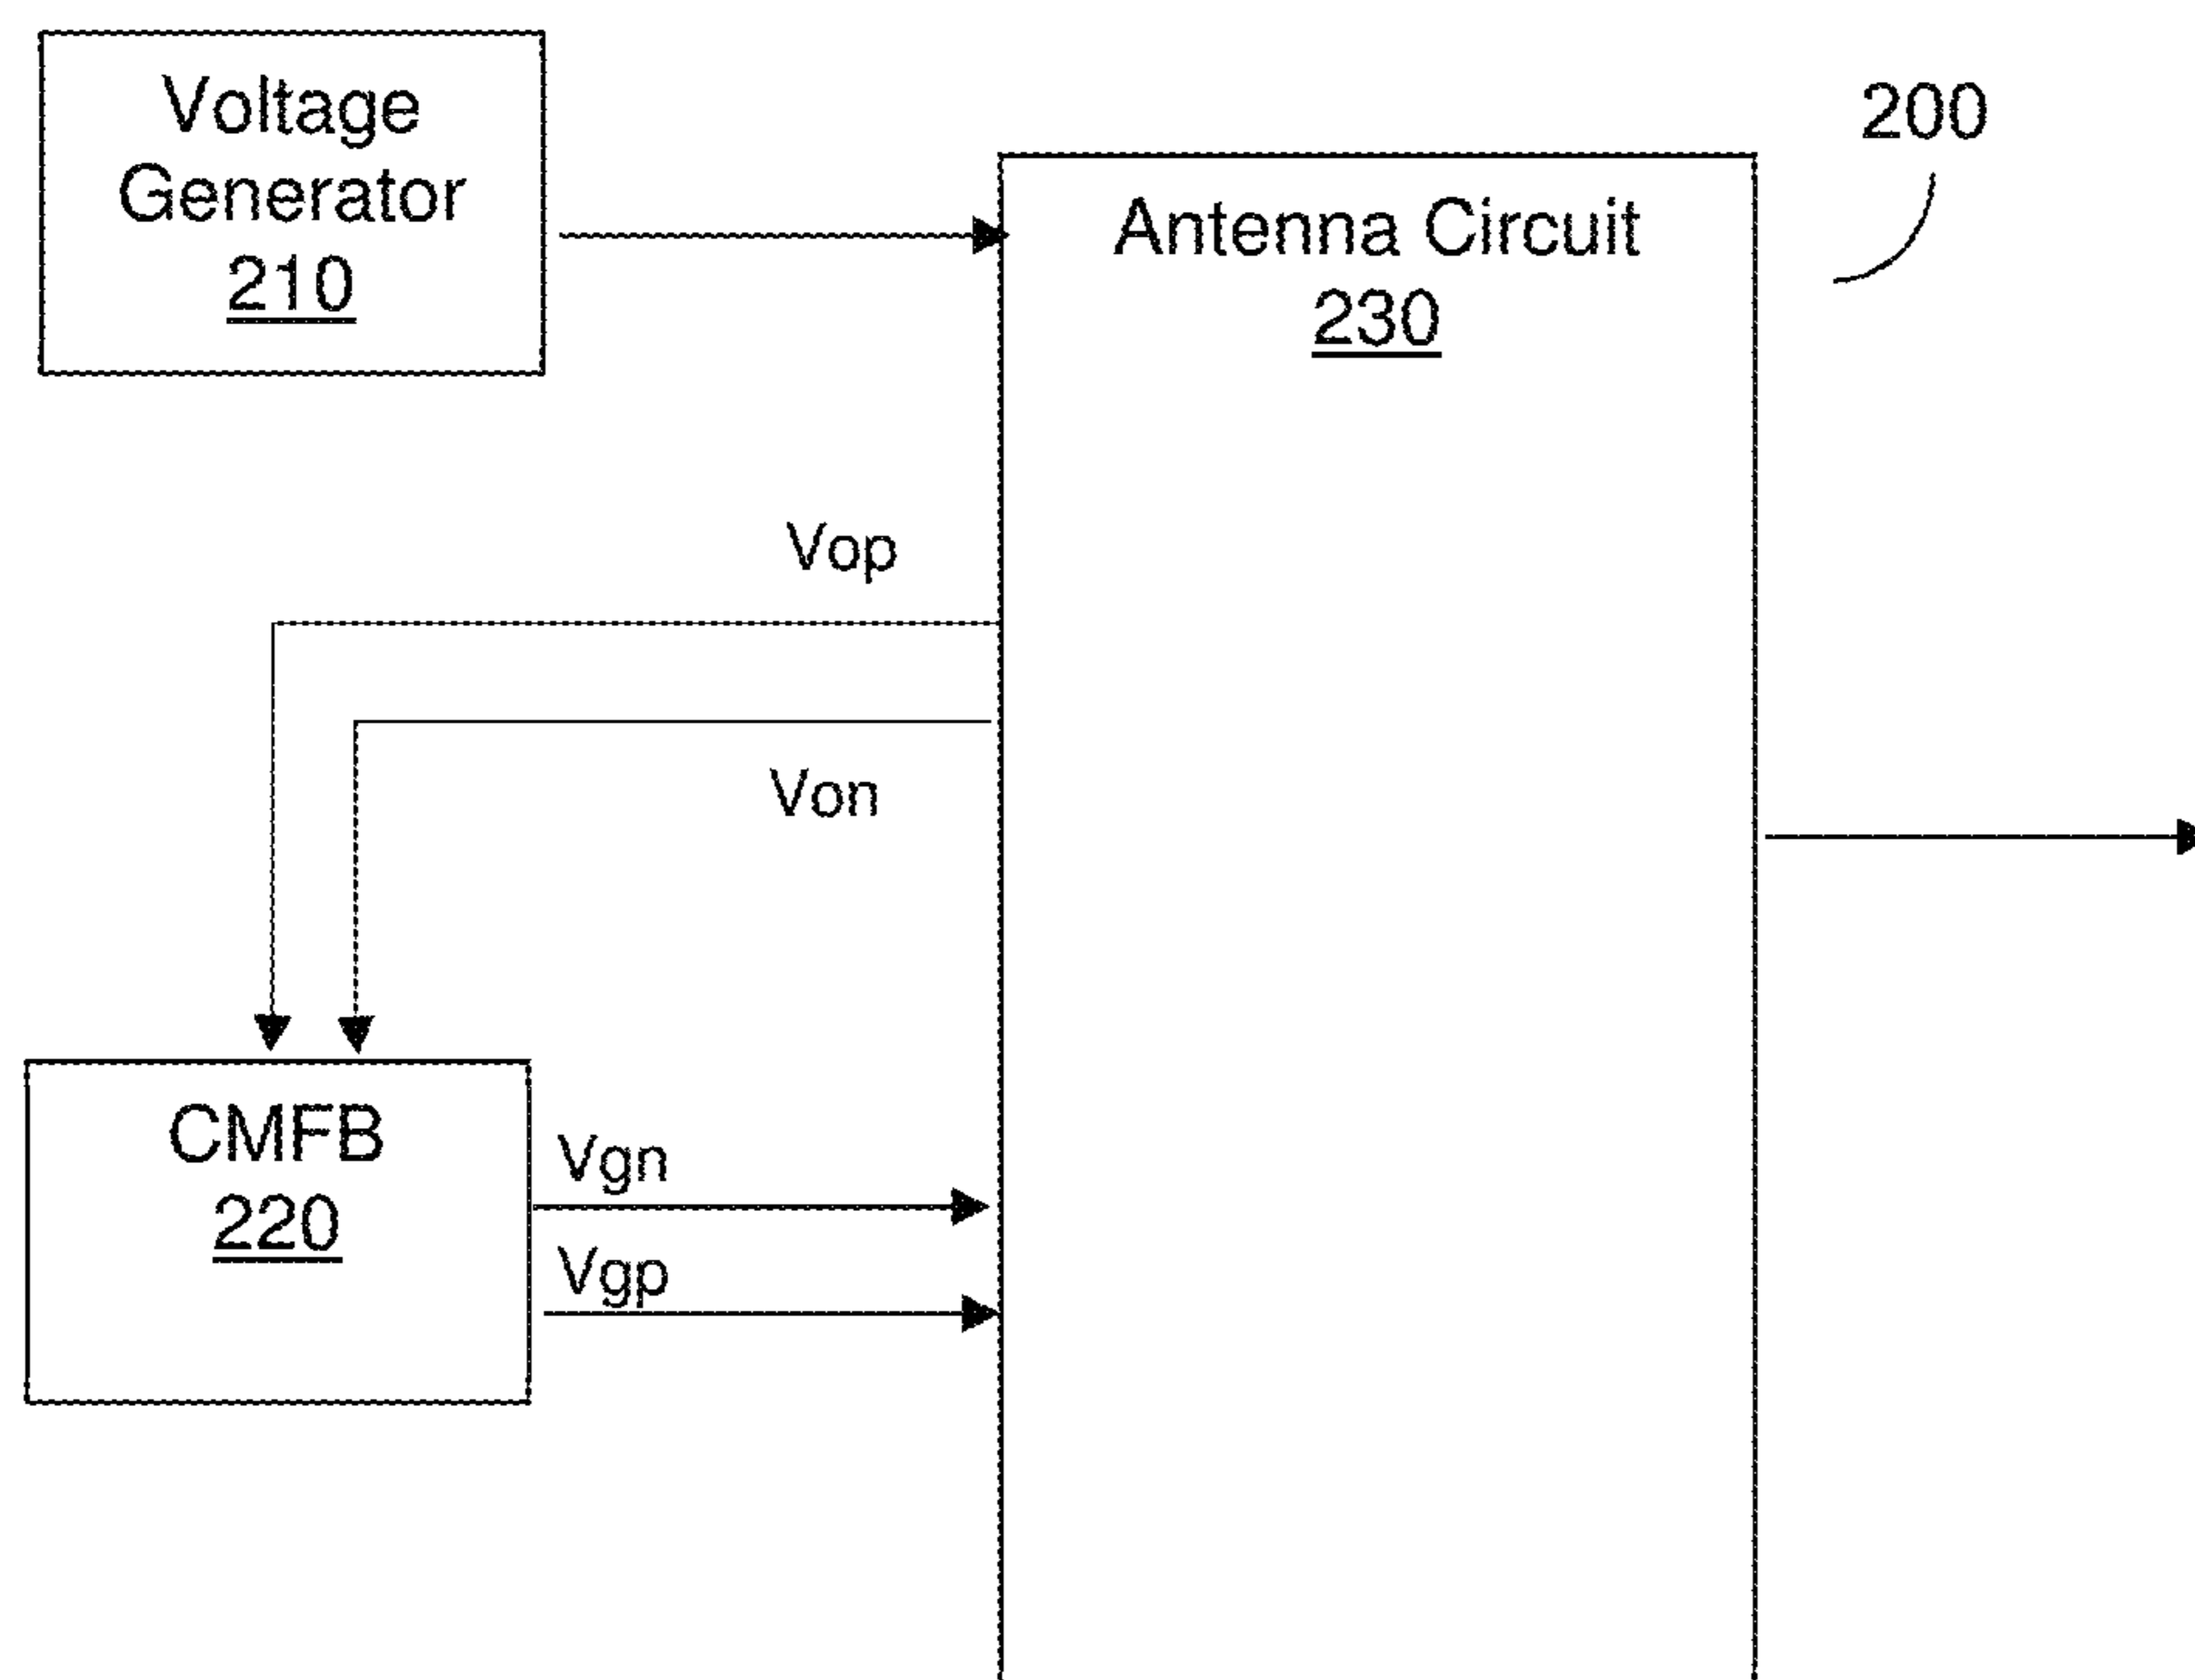 Voltage
Generator
210
200
Antenna Circuit
230
Vop
Von
CMFB
220
Vgn
Vgp